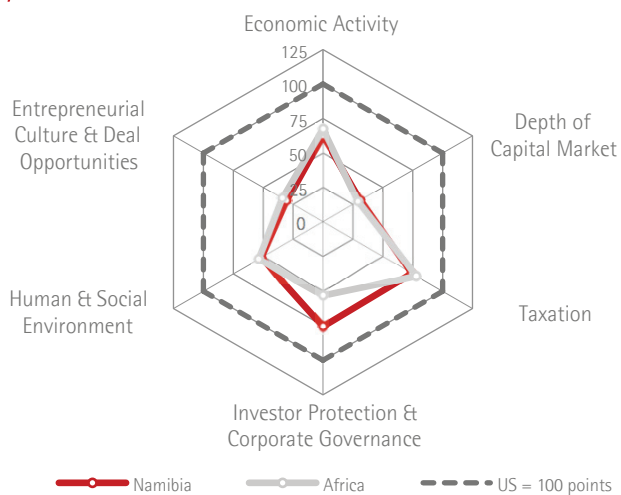 Economic Activity
125
100
75
50
25
0
Entrepreneurial
Culture & Deal
Opportunities
Depth of
Capital Market
Human & Social
Environment
Taxation
Investor Protection &
Corporate Governance
Namibia
Africa
US = 100 points